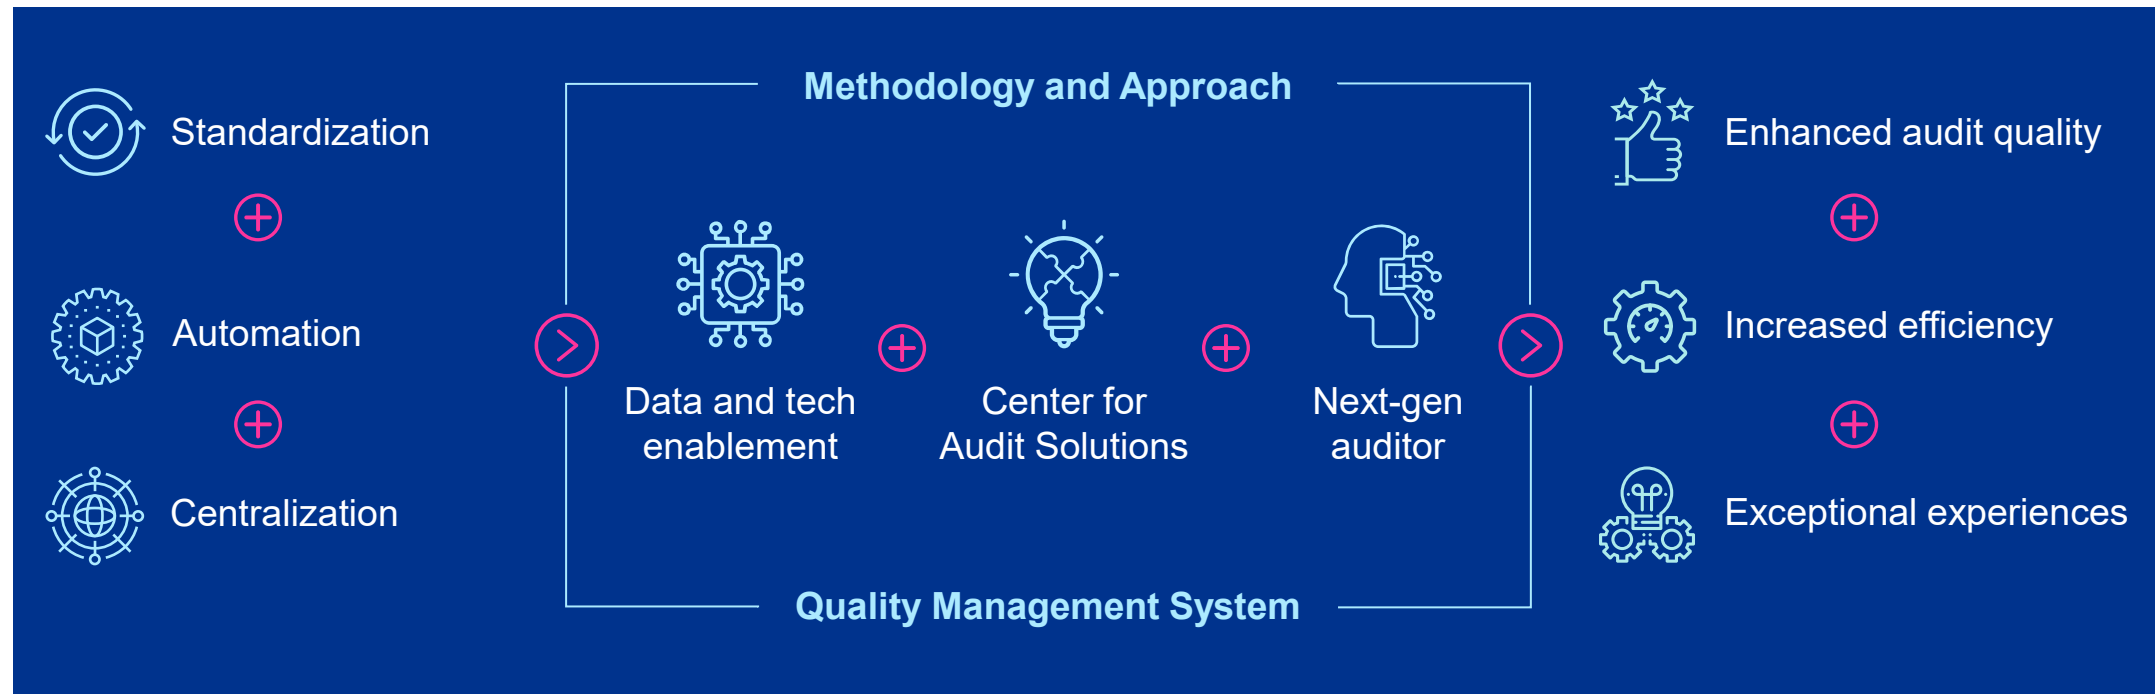 Standardization
Automation
Centralization
Methodology and Approach
Data and tech
enablement
Center for
Audit Solutions
Next-gen
auditor
Quality Management System
Enhanced audit quality
Increased efficiency
Exceptional experiences